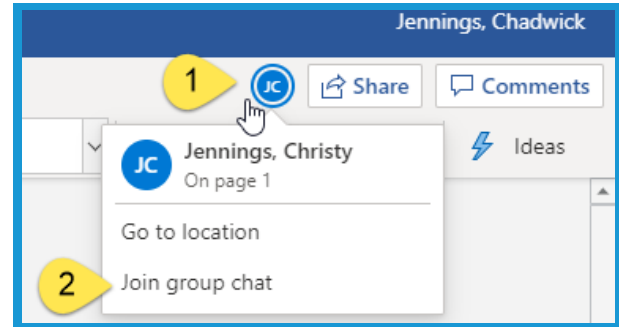 Jennings, Chadwick
1
JC
Share
Comments
JC
Jennings, Christy
On page 1
Ideas
Go to location
2
Join group chat